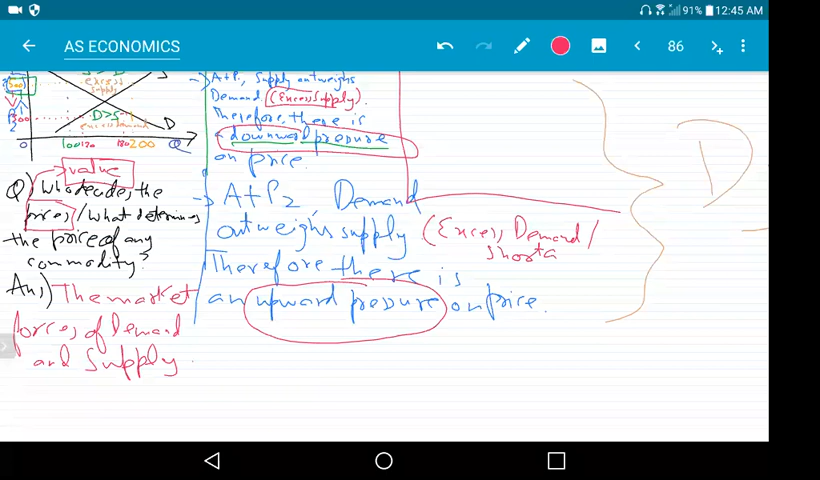 91% 12:45 AM
AS ECONOMICS
86
excess
supply
D>S
excess demand
D
0
100 120 180 200 Q
value
Q) Who decides the
prices/What determines
the price of any
commodity?
Ans) The market
forces of Demand
and Supply.
At P1, Supply outweighs
Demand (Excess Supply).
Therefore, there is
downward pressure
on price.
At P2, Demand
outweighs supply (Excess Demand/
shorta
Therefore there is
an upward pressure on price.
D